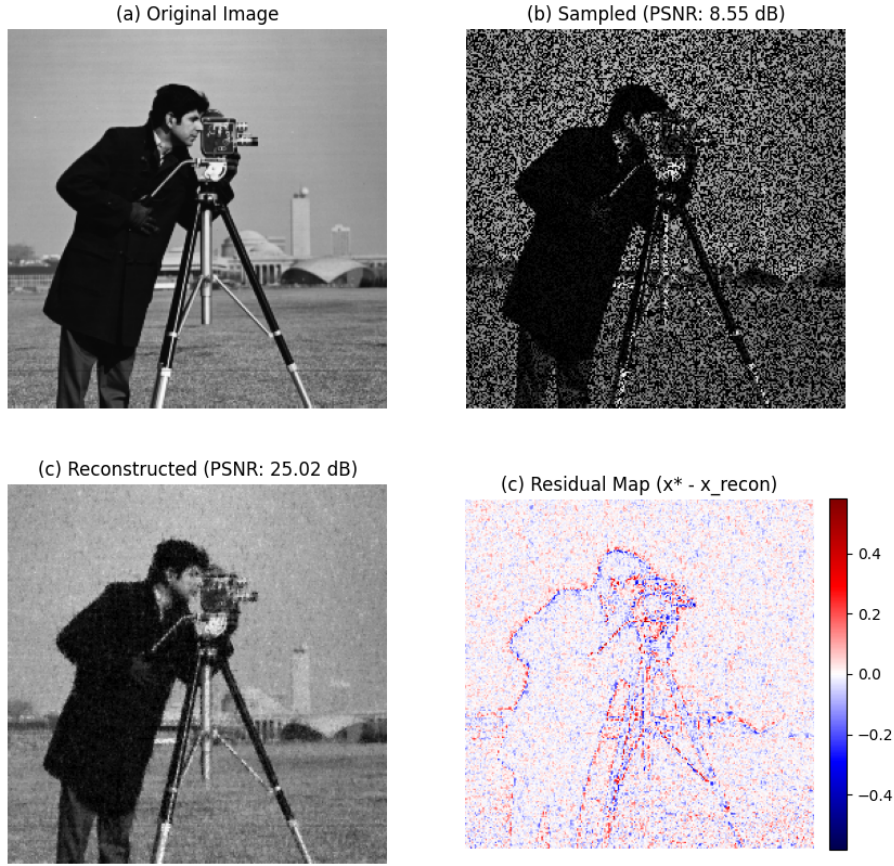 (a) Original Image
(b) Sampled (PSNR: 8.55 dB)
(c) Reconstructed (PSNR: 25.02 dB)
(c) Residual Map (x* - x_recon)
0.4
0.2
0.0
−0.2
−0.4